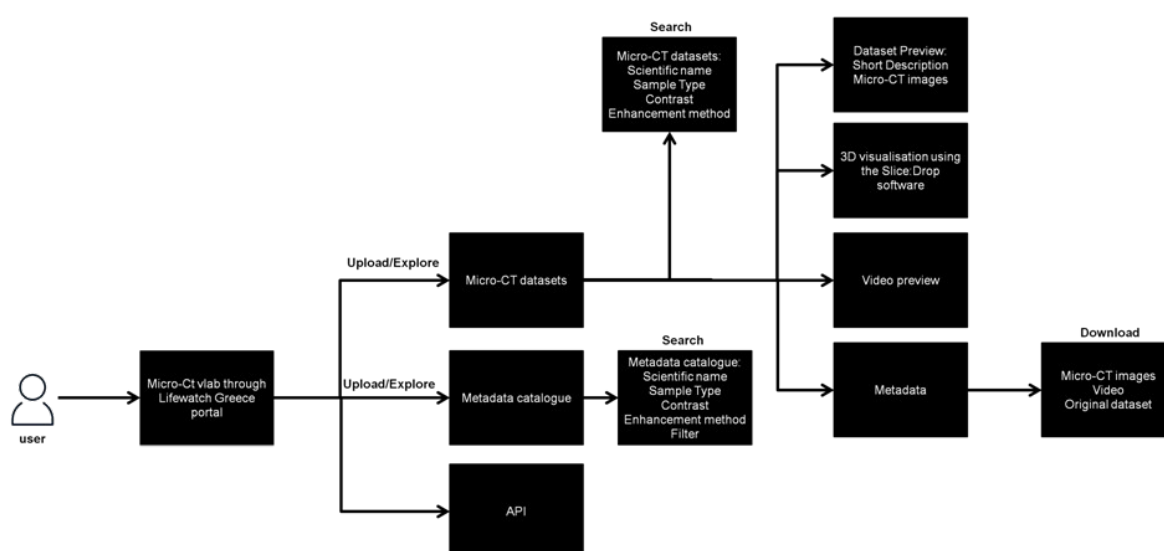 Search
Micro-CT datasets:
Scientific name
Sample Type
Contrast
Enhancement method
Dataset Preview:
Short Description
Micro-CT images
3D visualisation using
the Slice:Drop
software
Upload/Explore
Micro-CT datasets
Video preview
Search
Download
Micro-Ct vlab through
Lifewatch Greece
portal
Upload/Explore
Metadata catalogue
Metadata catalogue:
Scientific name
Sample Type
Contrast
Enhancement method
Filter
Metadata
Micro-CT images
Video
Original dataset
user
API